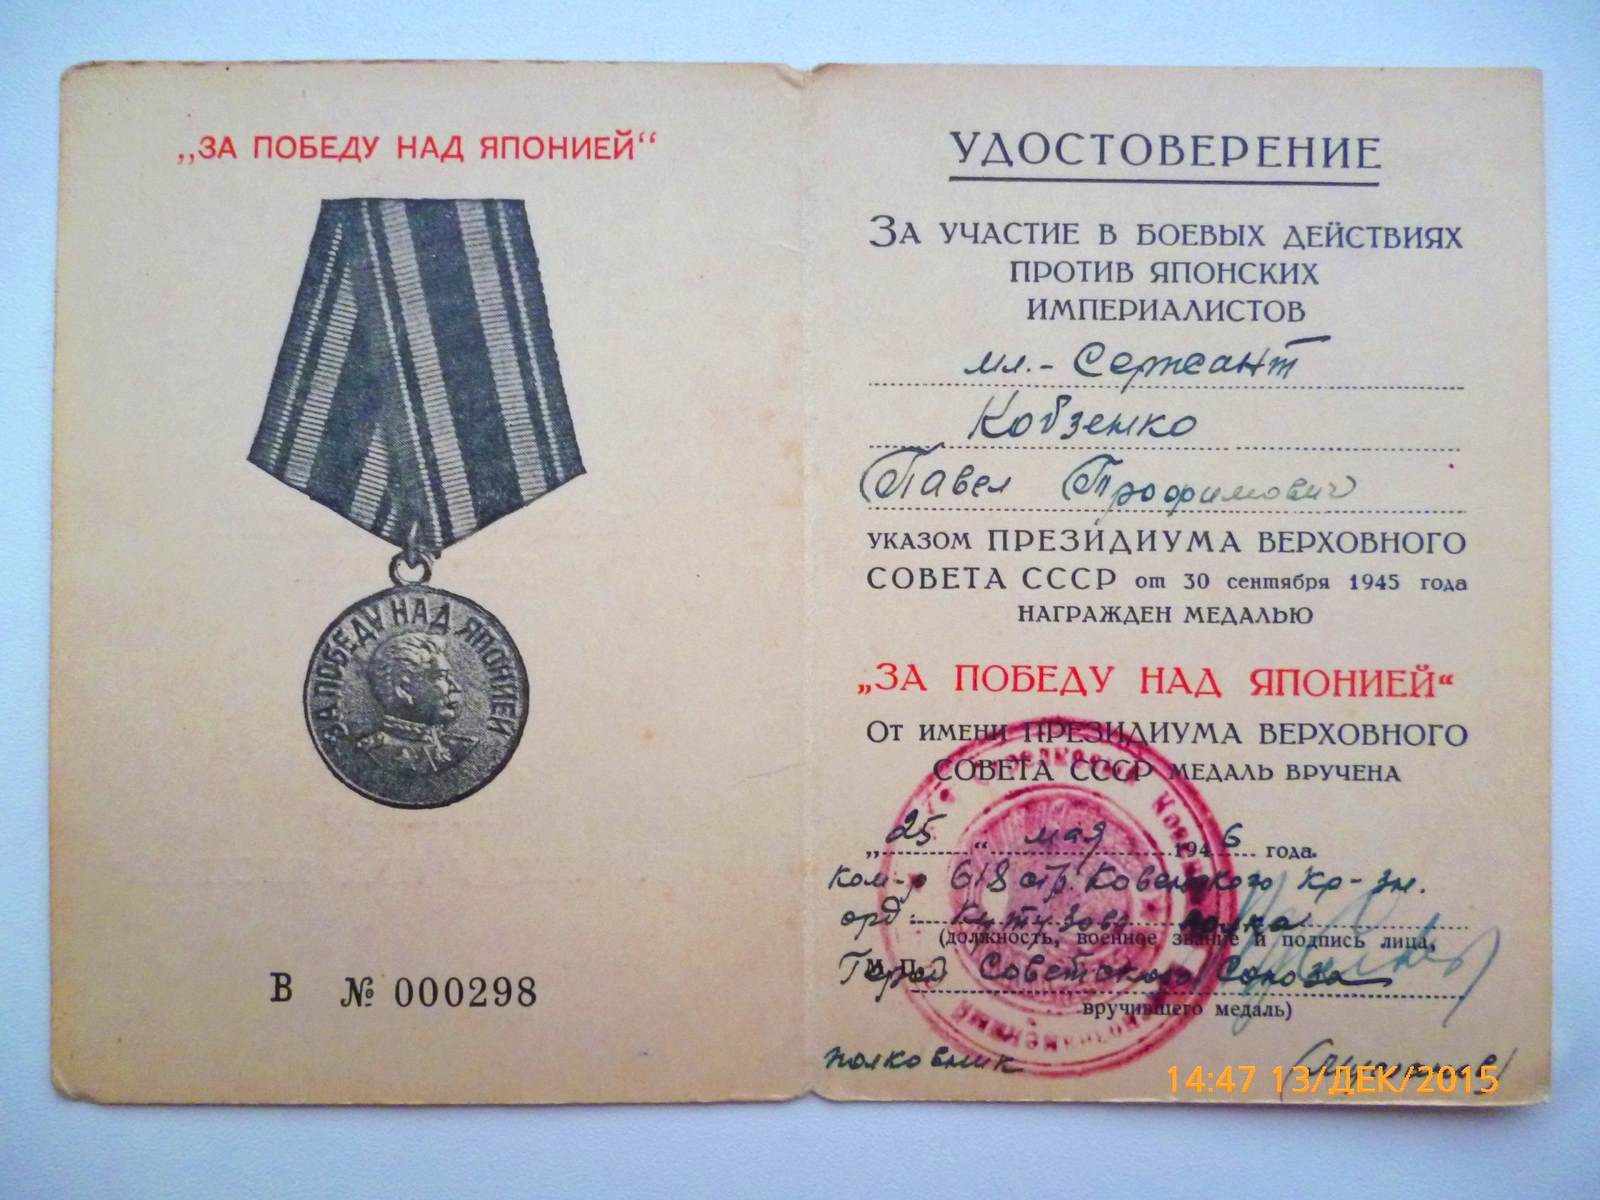 „ЗА ПОБЕДУ НАД ЯПОНИЕЙ“
ЗА ПОБЕДУ НАД ЯПОНИЕЙ
В № 000298
УДОСТОВЕРЕНИЕ
ЗА УЧАСТИЕ В БОЕВЫХ ДЕЙСТВИЯХ
ПРОТИВ ЯПОНСКИХ
ИМПЕРИАЛИСТОВ
мл.- Сержант
Кобзенко
Павел Трофимович
УКАЗОМ ПРЕЗИДИУМА ВЕРХОВНОГО
СОВЕТА СССР от 30 сентября 1945 года
НАГРАЖДЕН МЕДАЛЬЮ
„ЗА ПОБЕДУ НАД ЯПОНИЕЙ“
ОТ ИМЕНИ ПРЕЗИДИУМА ВЕРХОВНОГО
СОВЕТА СССР МЕДАЛЬ ВРУЧЕНА
„25“ мая 1946 года.
ком-р 618 стр. Ковельского кр-зн.
орд. Кутузова полка
(должность, военное звание и подпись лица,
М. П. Герой Советского Союза
вручившего медаль)
полковник
14:47 13/ДЕК/2015